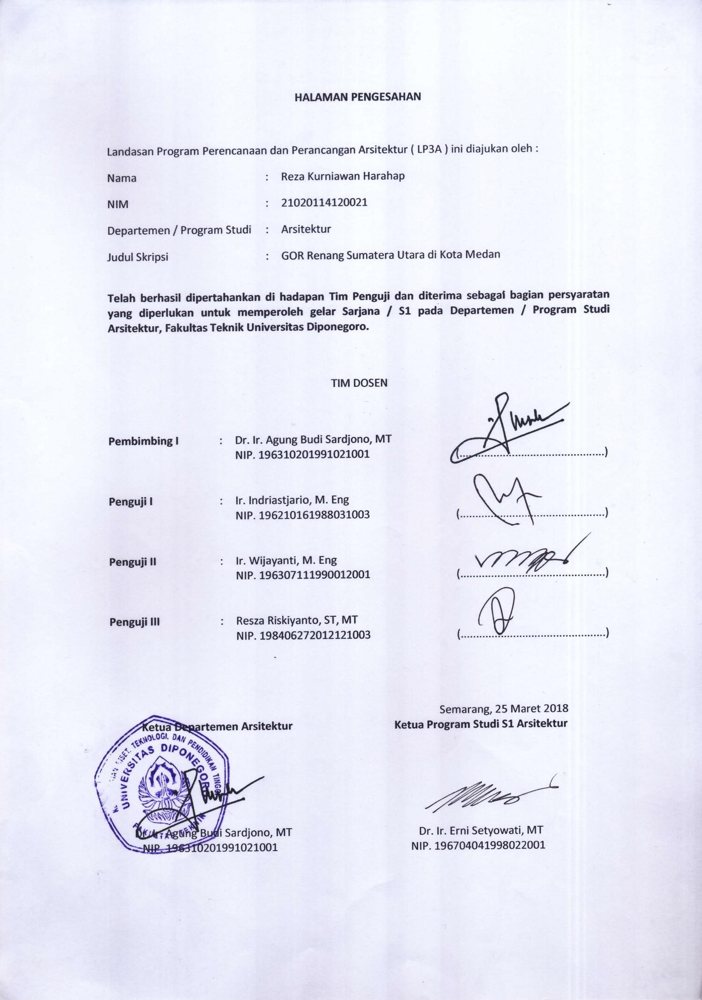 HALAMAN PENGESAHAN
Landasan Program Perencanaan dan Perancangan Arsitektur ( LP3A ) ini diajukan oleh :
Nama : Reza Kurniawan Harahap
NIM : 21020114120021
Departemen / Program Studi : Arsitektur
Judul Skripsi : GOR Renang Sumatera Utara di Kota Medan
Telah berhasil dipertahankan di hadapan Tim Penguji dan diterima sebagai bagian persyaratan
yang diperlukan untuk memperoleh gelar Sarjana / S1 pada Departemen / Program Studi
Arsitektur, Fakultas Teknik Universitas Diponegoro.
TIM DOSEN
Pembimbing I : Dr. Ir. Agung Budi Sardjono, MT
NIP. 196310201991021001 (...............................................)
Penguji I : Ir. Indriastjario, M. Eng
NIP. 196210161988031003 (...............................................)
Penguji II : Ir. Wijayanti, M. Eng
NIP. 196307111990012001 (...............................................)
Penguji III : Resza Riskiyanto, ST, MT
NIP. 198406272012121003 (...............................................)
Semarang, 25 Maret 2018
Ketua Departemen Arsitektur Ketua Program Studi S1 Arsitektur
TEKNOLOGI, DAN PENDIDIKAN TINGGI
UNIVERSITAS DIPONEGORO
FAKULTAS TEKNIK
Dr. Ir. Agung Budi Sardjono, MT Dr. Ir. Erni Setyowati, MT
NIP. 196310201991021001 NIP. 196704041998022001